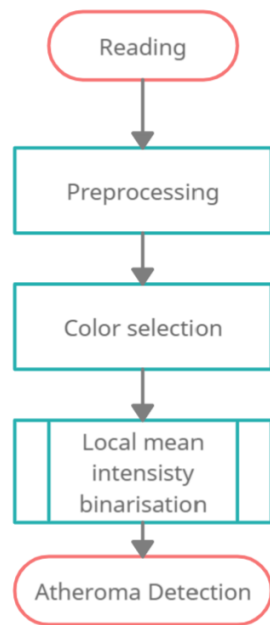 Reading
Preprocessing
Color selection
Local mean
intensisty
binarisation
Atheroma Detection